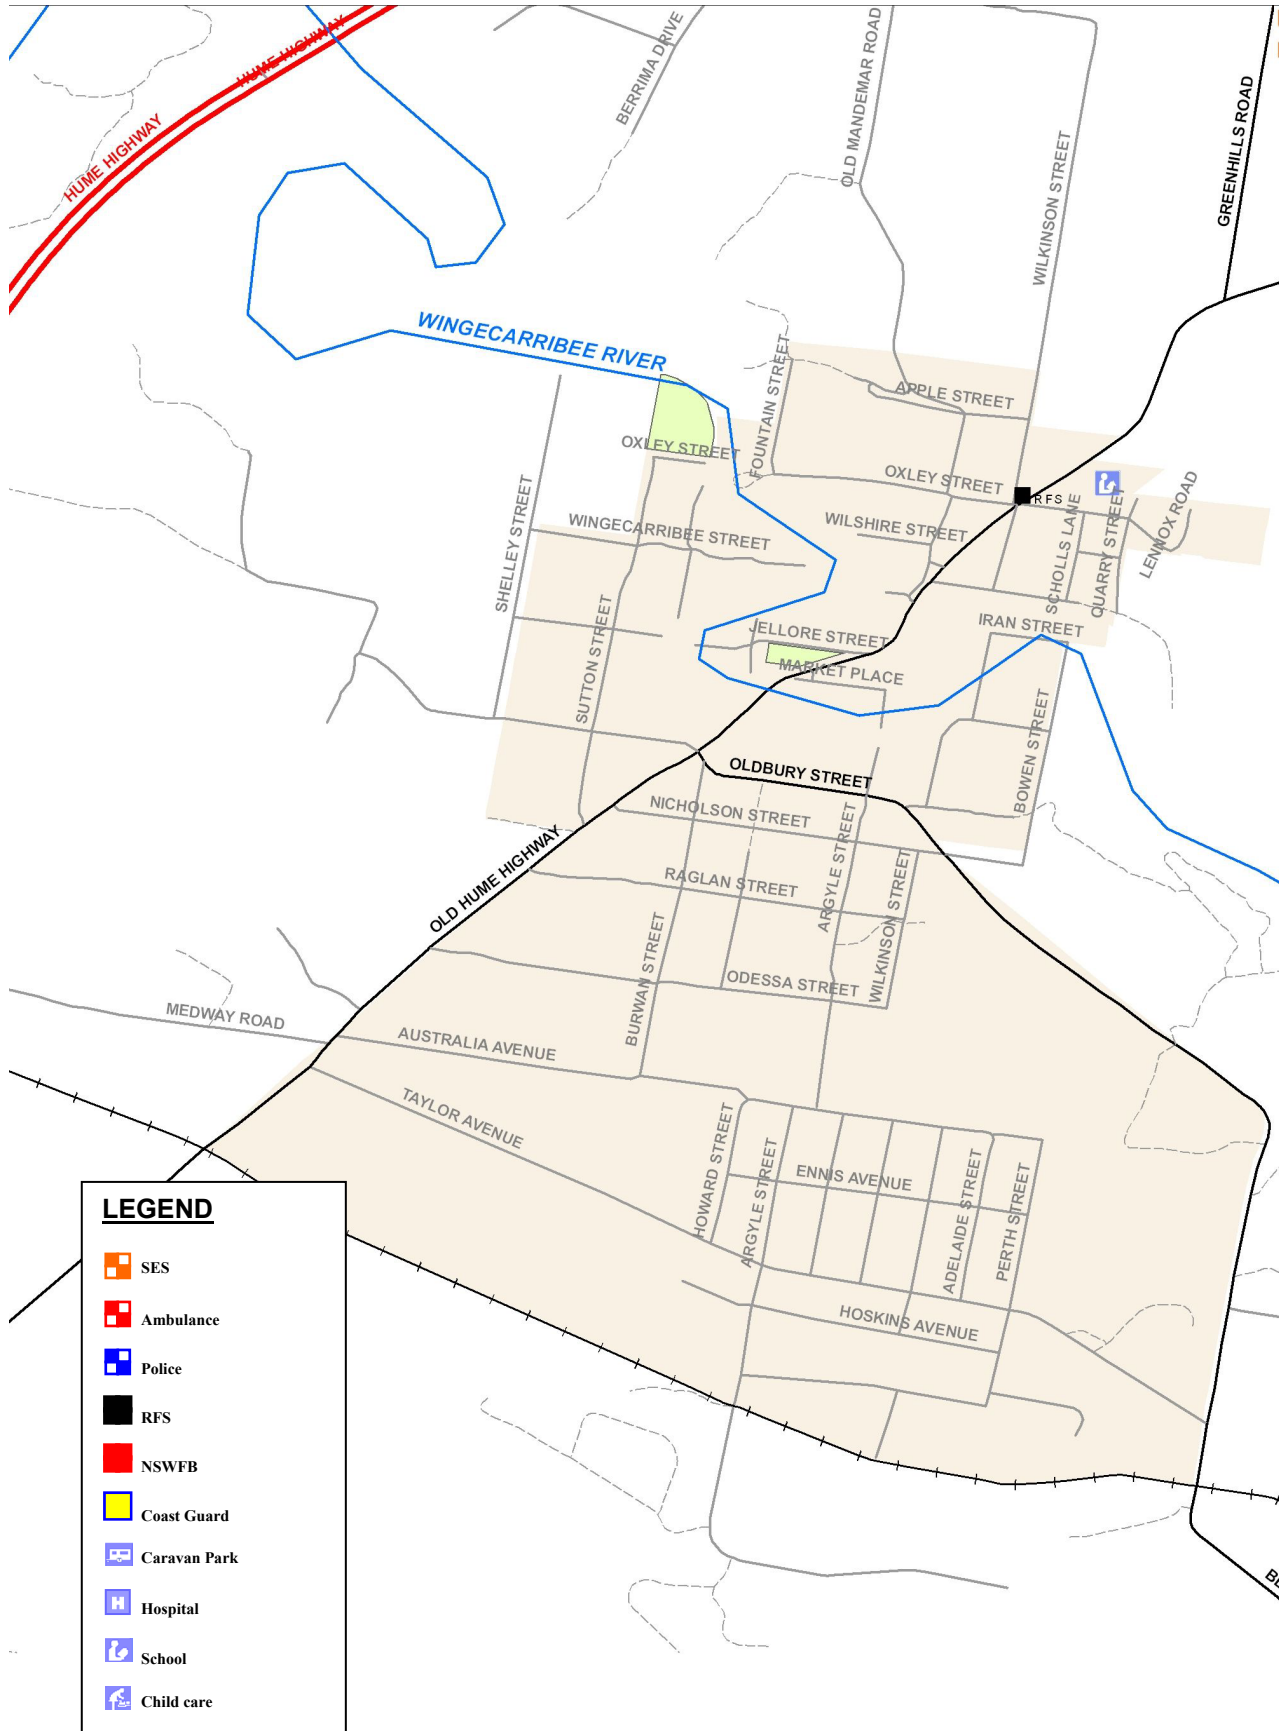 HUME HIGHWAY
HUME HIGHWAY
BERRIMA DRIVE
OLD MANDEMAR ROAD
WILKINSON STREET
GREENHILLS ROAD
WINGECARRIBEE RIVER
FOUNTAIN STREET
APPLE STREET
OXLEY STREET
OXLEY STREET
RFS
SHELLEY STREET
WINGECARRIBEE STREET
WILSHIRE STREET
SCHOLLS LANE
QUARRY STREET
LENNOX ROAD
SUTTON STREET
JELLORE STREET
IRAN STREET
MARKET PLACE
BOWEN STREET
OLDBURY STREET
NICHOLSON STREET
OLD HUME HIGHWAY
RAGLAN STREET
ARGYLE STREET
WILKINSON STREET
BURWAN STREET
ODESSA STREET
MEDWAY ROAD
AUSTRALIA AVENUE
TAYLOR AVENUE
HOWARD STREET
ARGYLE STREET
ENNIS AVENUE
ADELAIDE STREET
PERTH STREET
HOSKINS AVENUE
LEGEND
SES
Ambulance
Police
RFS
NSWFB
Coast Guard
Caravan Park
H
Hospital
School
Child care